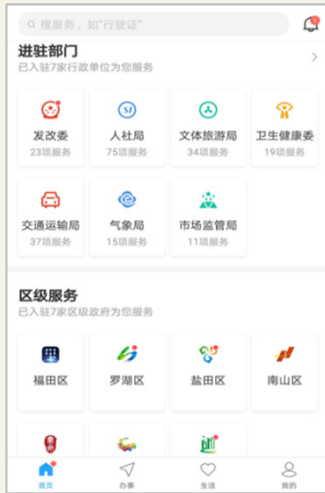 搜服务，如“行驶证”
进驻部门
已入驻7家行政单位为您服务
发改委 人社局 文体旅游局 卫生健康委
23项服务 75项服务 34项服务 19项服务
交通运输局 气象局 市场监管局
37项服务 15项服务 11项服务
区级服务
已入驻7家区级政府为您服务
福田区 罗湖区 盐田区 南山区
首页 办事 生活 我的